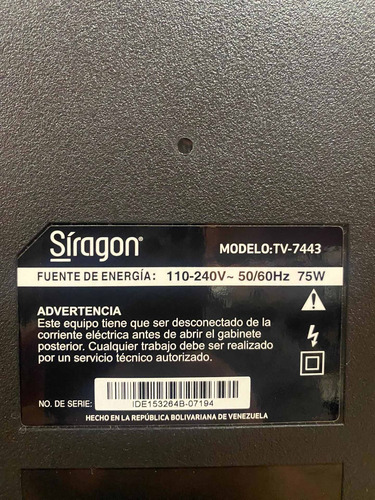 Síragon®
MODELO:TV-7443
FUENTE DE ENERGÍA: 110-240V~ 50/60Hz 75W
ADVERTENCIA
Este equipo tiene que ser desconectado de la
corriente eléctrica antes de abrir el gabinete
posterior. Cualquier trabajo debe ser realizado
por un servicio técnico autorizado.
NO. DE SERIE:
IDE153264B-07194
HECHO EN LA REPÚBLICA BOLIVARIANA DE VENEZUELA